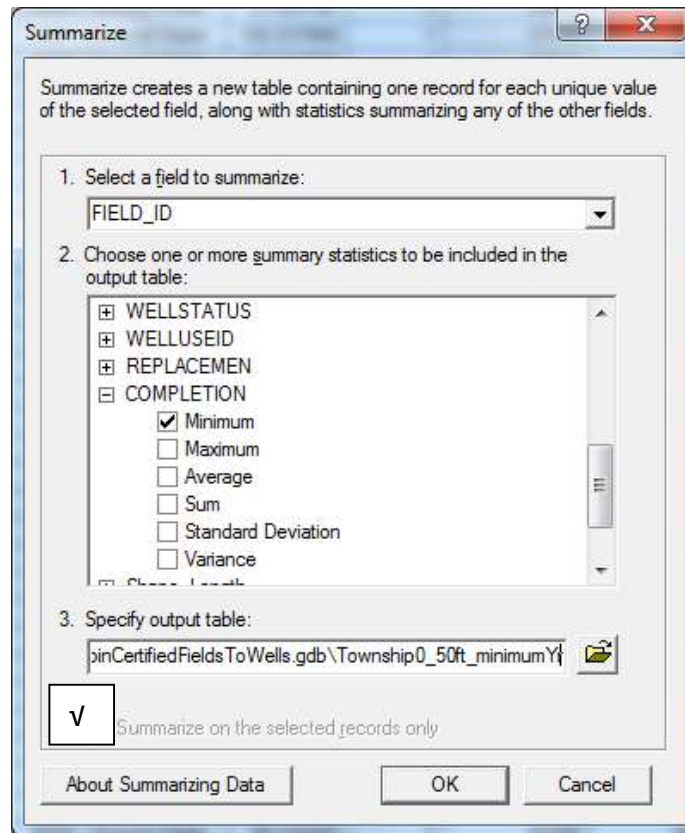 Summarize
Summarize creates a new table containing one record for each unique value
of the selected field, along with statistics summarizing any of the other fields.
1. Select a field to summarize:
FIELD_ID
2. Choose one or more summary statistics to be included in the
output table:
WELLSTATUS
WELLUSEID
REPLACEMEN
COMPLETION
Minimum
Maximum
Average
Sum
Standard Deviation
Variance
3. Specify output table:
oinCertifiedFieldsToWells.gdb\Township0_50ft_minimumY
√ Summarize on the selected records only
About Summarizing Data OK Cancel